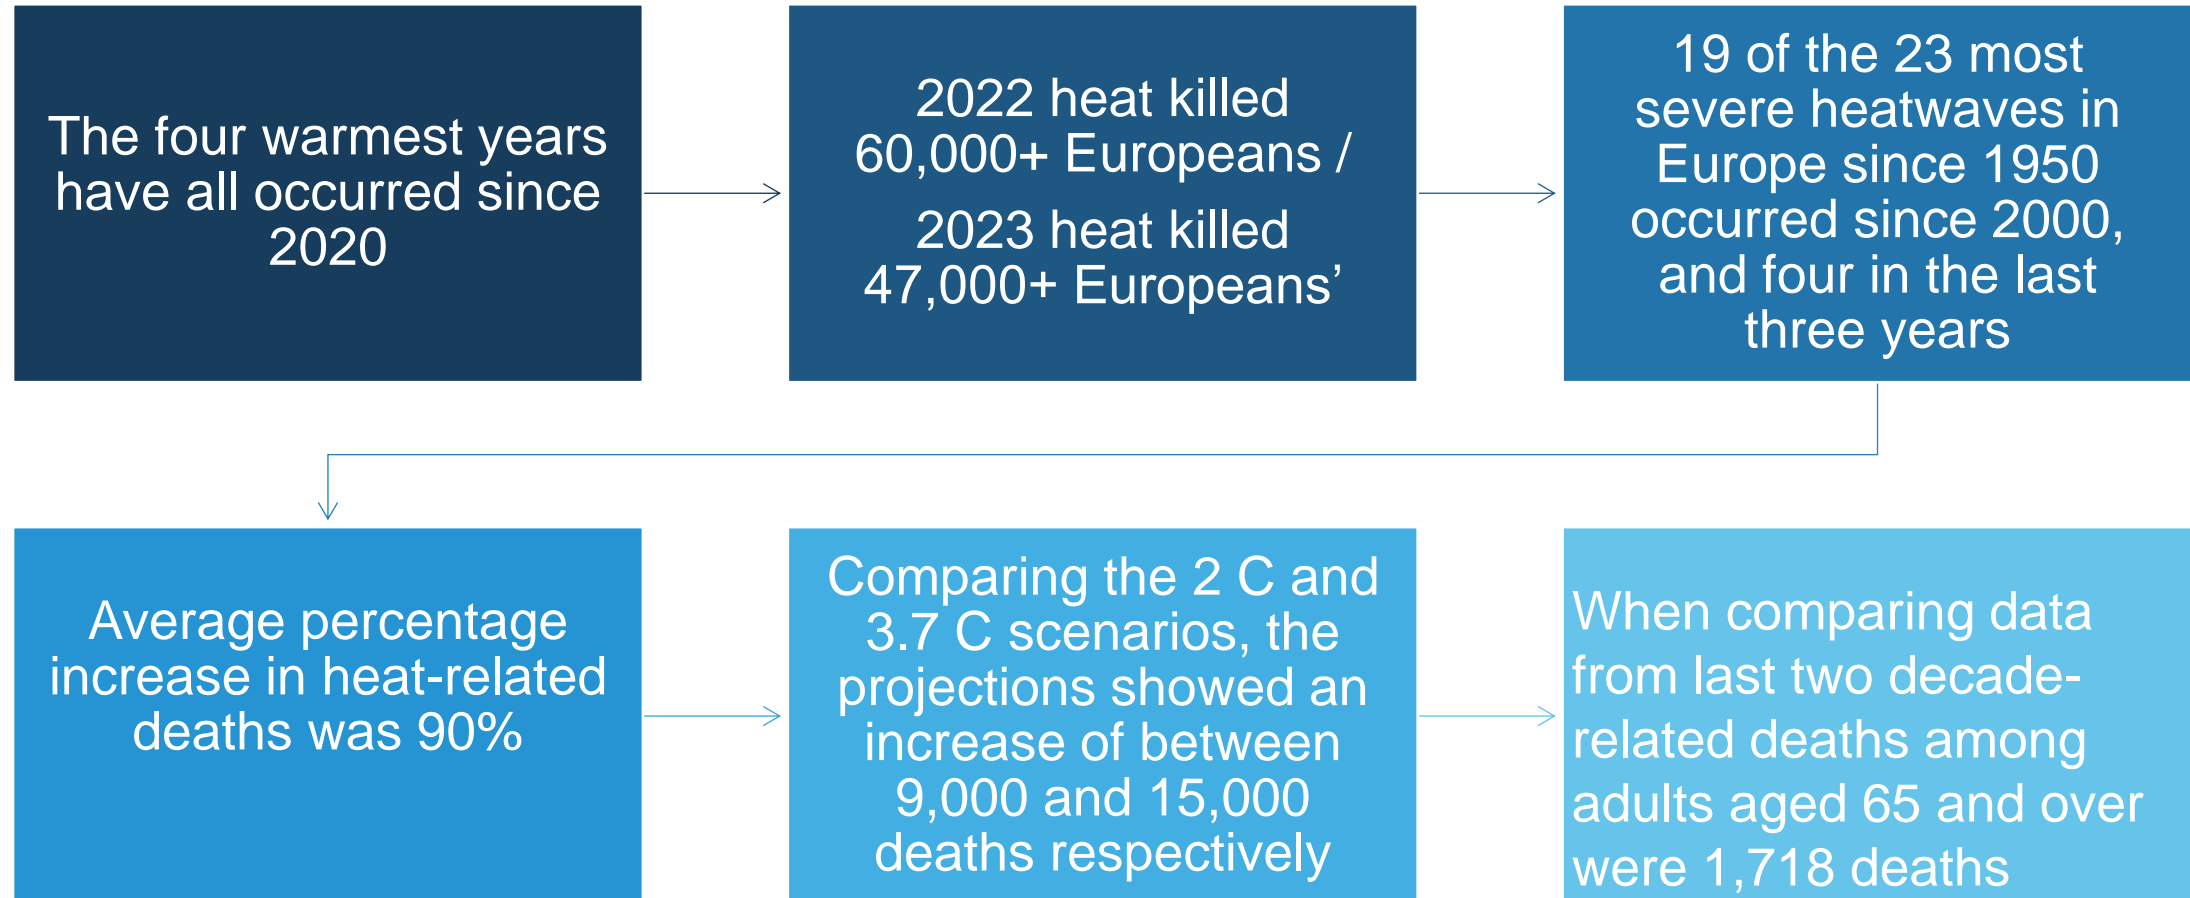 The four warmest years
have all occurred since
2020
2022 heat killed
60,000+ Europeans /
2023 heat killed
47,000+ Europeans’
19 of the 23 most
severe heatwaves in
Europe since 1950
occurred since 2000,
and four in the last
three years
Average percentage
increase in heat-related
deaths was 90%
Comparing the 2 C and
3.7 C scenarios, the
projections showed an
increase of between
9,000 and 15,000
deaths respectively
When comparing data
from last two decade-
related deaths among
adults aged 65 and over
were 1,718 deaths